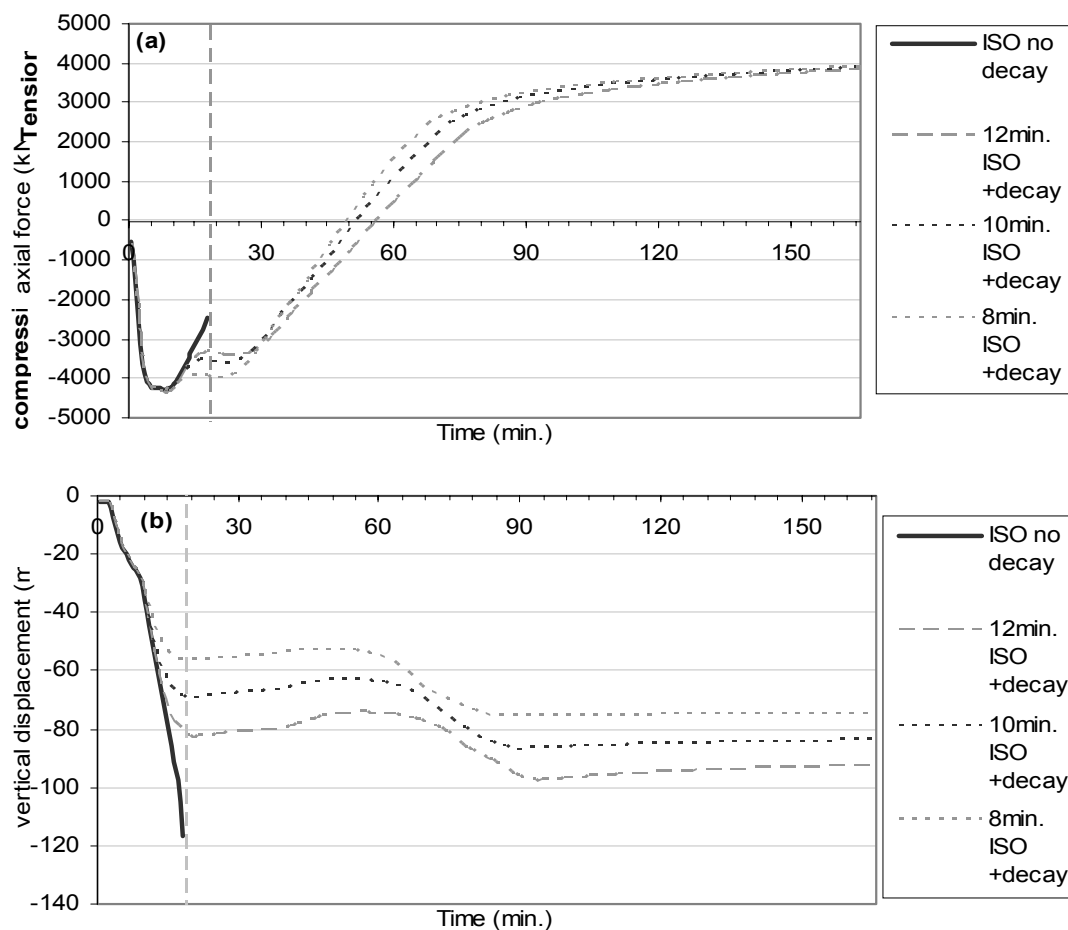 (a)
5000
4000
3000
2000
1000
0
-1000
-2000
-3000
-4000
-5000
compressi axial force (kN Tension
0 30 60 90 120 150
Time (min.)
ISO no
decay
12min.
ISO
+decay
10min.
ISO
+decay
8min.
ISO
+decay
(b)
0
-20
-40
-60
-80
-100
-120
-140
vertical displacement (m
0 30 60 90 120 150
Time (min.)
ISO no
decay
12min.
ISO
+decay
10min.
ISO
+decay
8min.
ISO
+decay